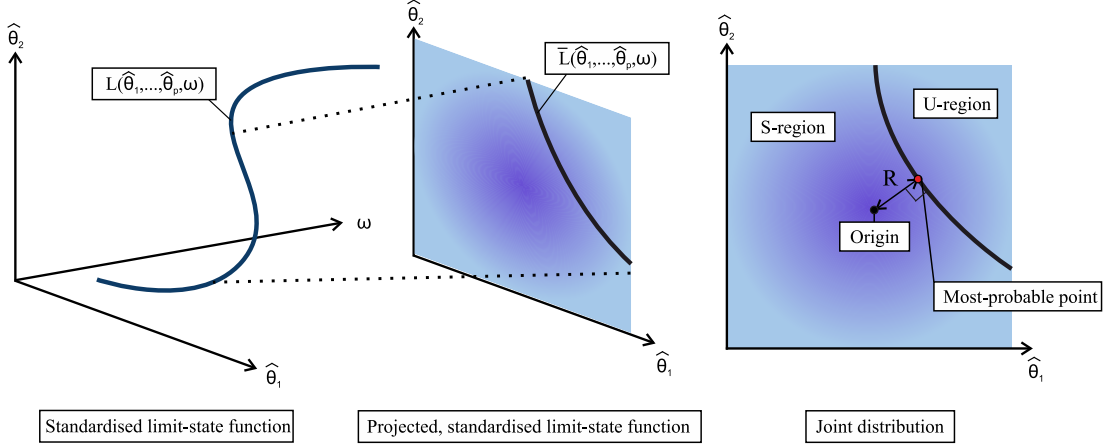 θ̂₂
L(θ̂₁,...,θ̂ₚ,ω)
ω
θ̂₁
Standardised limit-state function
θ̂₂
L̅(θ̂₁,...,θ̂ₚ,ω)
θ̂₁
Projected, standardised limit-state function
θ̂₂
U-region
S-region
R
Origin
Most-probable point
θ̂₁
Joint distribution